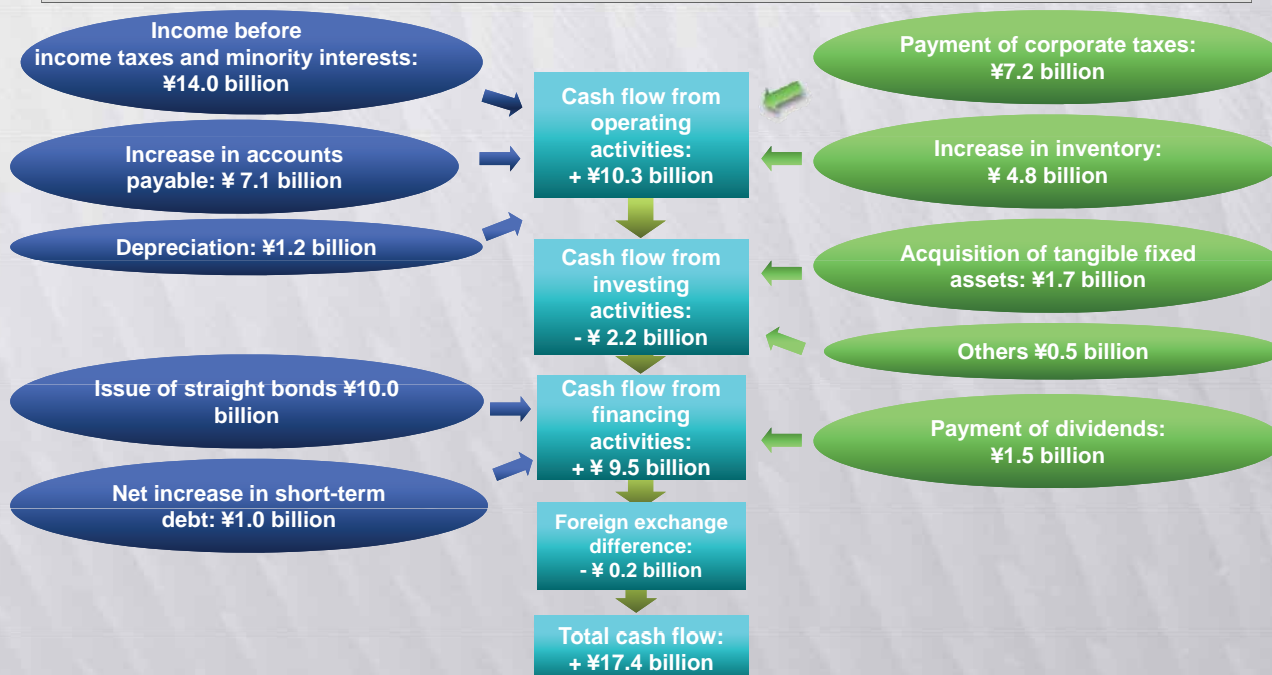 Income before
income taxes and minority interests:
¥14.0 billion
Payment of corporate taxes:
¥7.2 billion
Cash flow from
operating
activities:
+ ¥10.3 billion
Increase in accounts
payable: ¥ 7.1 billion
Increase in inventory:
¥ 4.8 billion
Depreciation: ¥1.2 billion
Cash flow from
investing
activities:
- ¥ 2.2 billion
Acquisition of tangible fixed
assets: ¥1.7 billion
Others ¥0.5 billion
Issue of straight bonds ¥10.0
billion
Cash flow from
financing
activities:
+ ¥ 9.5 billion
Payment of dividends:
¥1.5 billion
Net increase in short-term
debt: ¥1.0 billion
Foreign exchange
difference:
- ¥ 0.2 billion
Total cash flow:
+ ¥17.4 billion